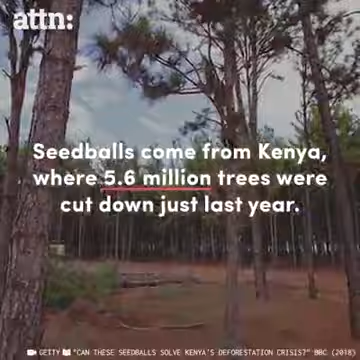 attn:
Seedballs come from Kenya,
where 5.6 million trees were
cut down just last year.
GETTY "CAN THESE SEEDBALLS SOLVE KENYA'S DEFORESTATION CRISIS?" BBC (2018)